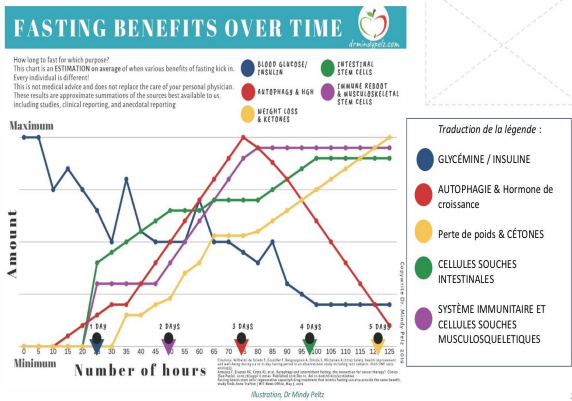 FASTING BENEFITS OVER TIME
drmindypelz.com
How long to fast for which purpose?
This chart is an ESTIMATION on average of when various benefits of fasting kick in.
Every individual is different!
This is not medical advice and does not replace the care of your personal physician.
These results are approximate summations of the sources best available to us,
including studies, clinical reporting, and anecdotal reporting
BLOOD GLUCOSE/
INSULIN
AUTOPHAGY & HGH
WEIGHT LOSS
& KETONES
INTESTINAL
STEM CELLS
IMMUNE REBOOT
& MUSCULOSKELETAL
STEM CELLS
Maximum
Amount
1 DAY
2 DAYS
3 DAYS
4 DAYS
5 DAYS
0 5 10 15 20 25 30 35 40 45 50 55 60 65 70 75 80 85 90 95 100 105 110 115 120 125
Minimum
Number of hours
Copywrite Dr. Mindy Pelz 2019
Traduction de la légende :
GLYCÉMINE / INSULINE
AUTOPHAGIE & Hormone de
croissance
Perte de poids & CÉTONES
CELLULES SOUCHES
INTESTINALES
SYSTÈME IMMUNITAIRE ET
CELLULES SOUCHES
MUSCULOSQUELETIQUES
Illustration, Dr Mindy Peltz